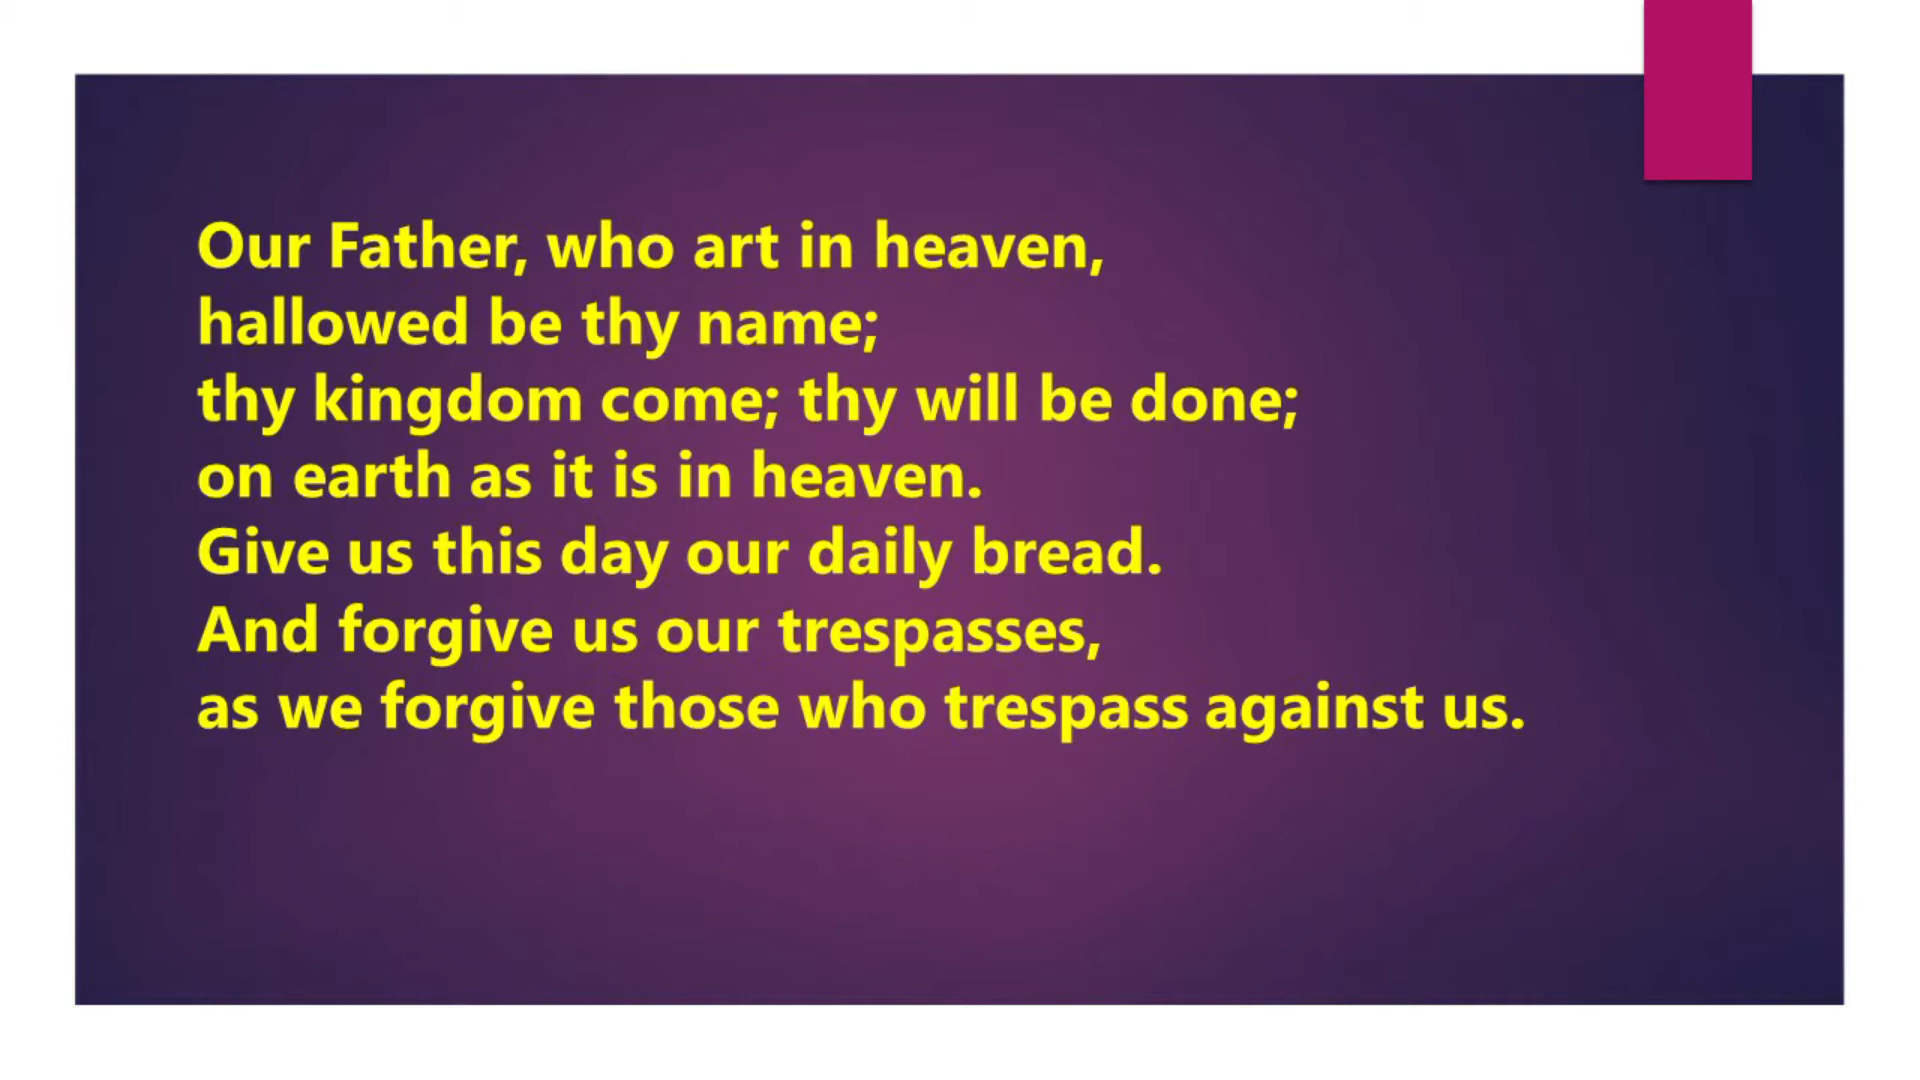 Our Father, who art in heaven,
hallowed be thy name;
thy kingdom come; thy will be done;
on earth as it is in heaven.
Give us this day our daily bread.
And forgive us our trespasses,
as we forgive those who trespass against us.